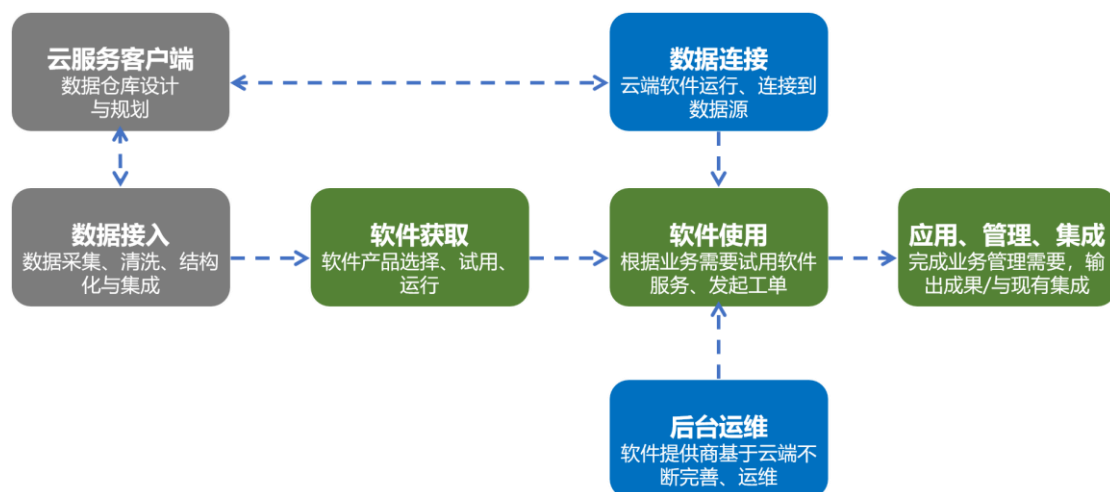 云服务客户端
数据仓库设计
与规划
数据连接
云端软件运行、连接到
数据源
数据接入
数据采集、清洗、结构
化与集成
软件获取
软件产品选择、试用、
运行
软件使用
根据业务需要试用软件
服务、发起工单
应用、管理、集成
完成业务管理需要，输
出成果/与现有集成
后台运维
软件提供商基于云端不
断完善、运维